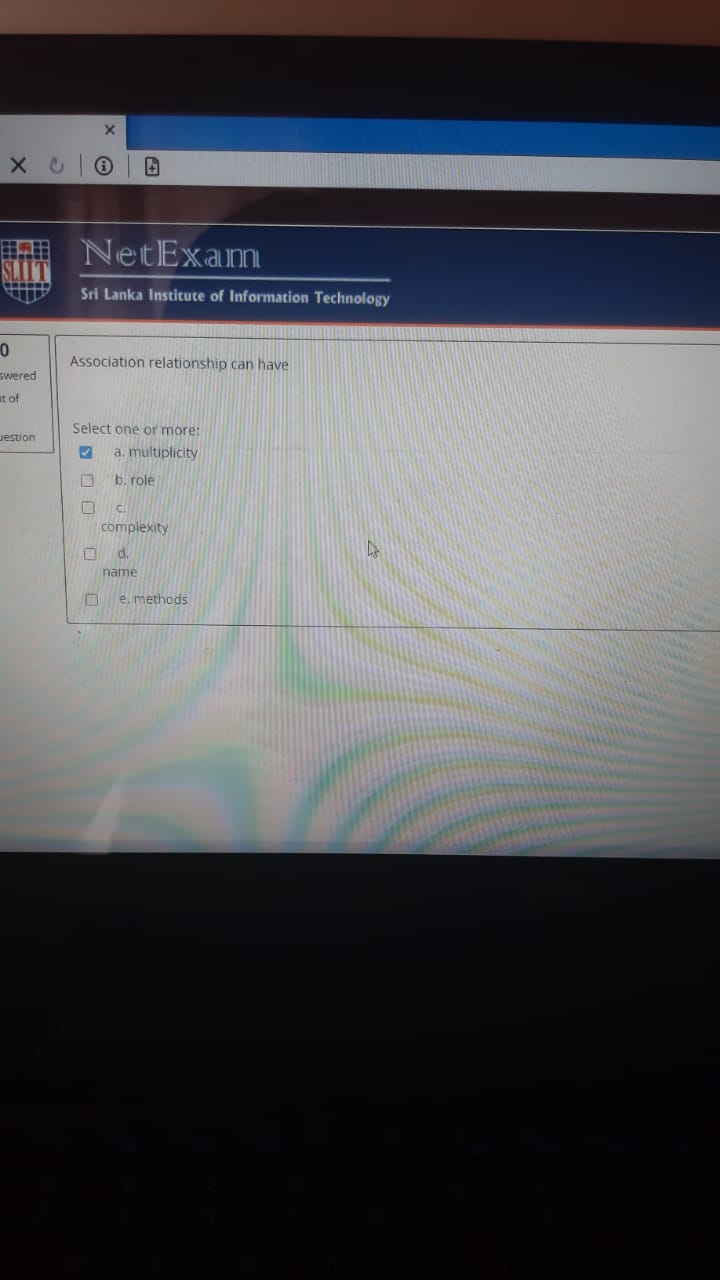 SLIIT
NetExam
Sri Lanka Institute of Information Technology
0
swered
t of
uestion
Association relationship can have
Select one or more:
a. multiplicity
b. role
c.
complexity
d.
name
e. methods